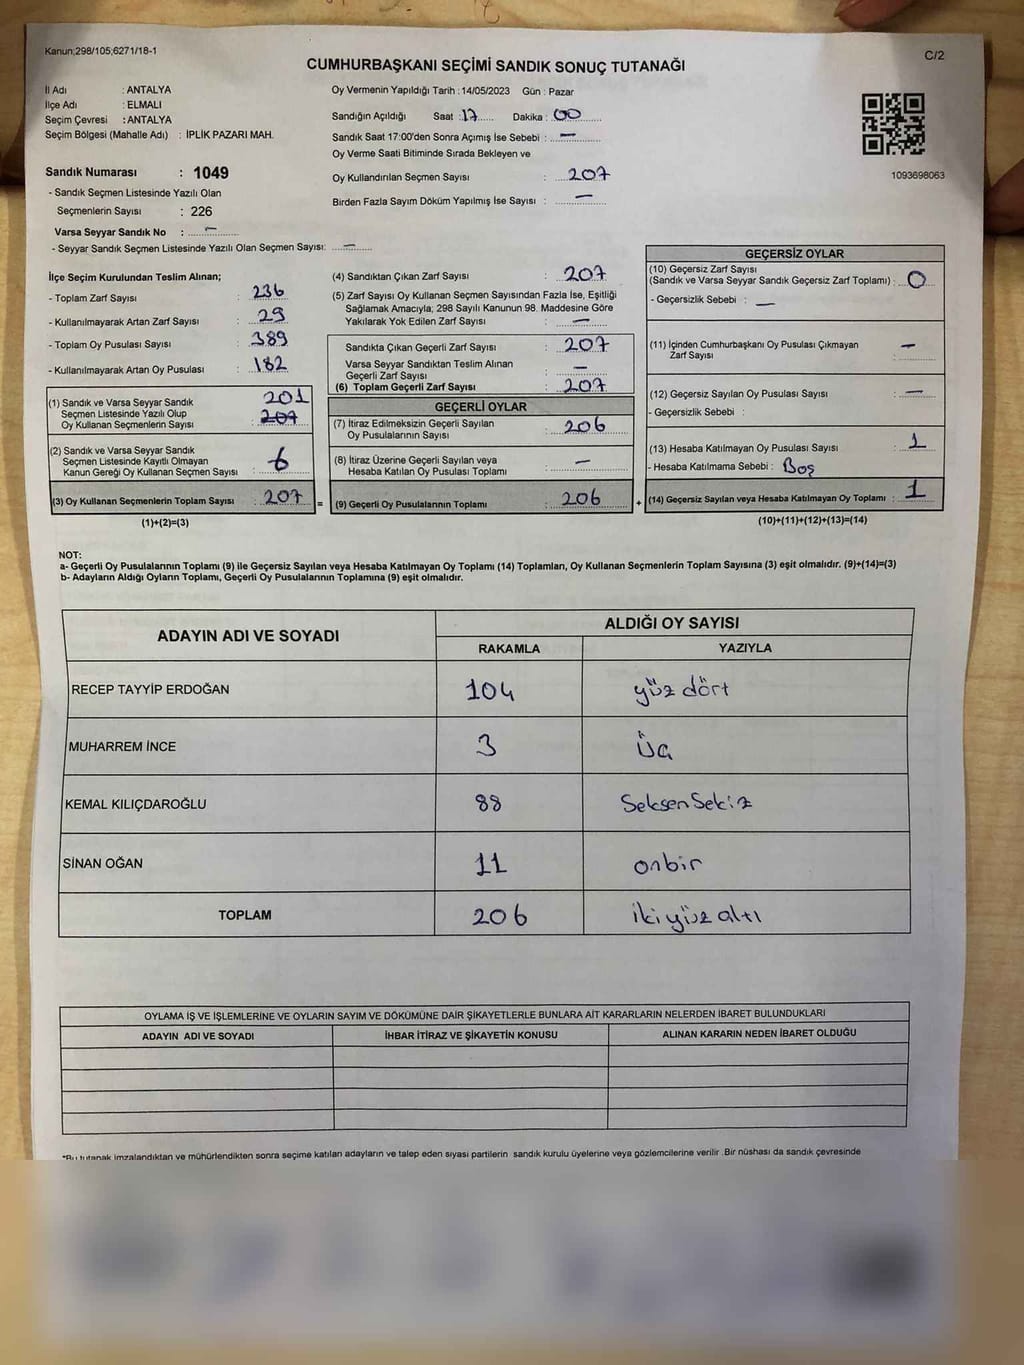 Kanun;298/105,6271/18-1
C/2
CUMHURBAŞKANI SEÇİMİ SANDIK SONUÇ TUTANAĞI
İl Adı : ANTALYA
İlçe Adı : ELMALI
Seçim Çevresi : ANTALYA
Seçim Bölgesi (Mahalle Adı) : İPLİK PAZARI MAH.
Sandık Numarası : 1049
- Sandık Seçmen Listesinde Yazılı Olan
Seçmenlerin Sayısı : 226
Varsa Seyyar Sandık No : —
- Seyyar Sandık Seçmen Listesinde Yazılı Olan Seçmen Sayısı: —
Oy Vermenin Yapıldığı Tarih : 14/05/2023 Gün : Pazar
Sandığın Açıldığı Saat : 17 Dakika : 00
Sandık Saat 17:00'den Sonra Açımış İse Sebebi : —
Oy Verme Saati Bitiminde Sırada Bekleyen ve
Oy Kullandırılan Seçmen Sayısı : 207
Birden Fazla Sayım Döküm Yapılmış İse Sayısı : —
1093698063
İlçe Seçim Kurulundan Teslim Alınan;
- Toplam Zarf Sayısı : 236
- Kullanılmayarak Artan Zarf Sayısı : 29
- Toplam Oy Pusulası Sayısı : 389
- Kullanılmayarak Artan Oy Pusulası : 182
(1) Sandık ve Varsa Seyyar Sandık 201
Seçmen Listesinde Yazılı Olup
Oy Kullanan Seçmenlerin Sayısı : 207
(2) Sandık ve Varsa Seyyar Sandık
Seçmen Listesinde Kayıtlı Olmayan
Kanun Gereği Oy Kullanan Seçmen Sayısı : 6
(3) Oy Kullanan Seçmenlerin Toplam Sayısı : 207 =
(1)+(2)=(3)
(4) Sandıktan Çıkan Zarf Sayısı : 207
(5) Zarf Sayısı Oy Kullanan Seçmen Sayısından Fazla İse, Eşitliği
Sağlamak Amacıyla; 298 Sayılı Kanunun 98. Maddesine Göre
Yakılarak Yok Edilen Zarf Sayısı : —
Sandıkta Çıkan Geçerli Zarf Sayısı : 207
Varsa Seyyar Sandıktan Teslim Alınan
Geçerli Zarf Sayısı : —
(6) Toplam Geçerli Zarf Sayısı : 207
GEÇERLİ OYLAR
(7) İtiraz Edilmeksizin Geçerli Sayılan
Oy Pusulalarının Sayısı : 206
(8) İtiraz Üzerine Geçerli Sayılan veya
Hesaba Katılan Oy Pusulası Toplamı : —
(9) Geçerli Oy Pusulalarının Toplamı : 206 +
GEÇERSİZ OYLAR
(10) Geçersiz Zarf Sayısı
(Sandık ve Varsa Seyyar Sandık Geçersiz Zarf Toplamı) : 0
- Geçersizlik Sebebi : —
(11) İçinden Cumhurbaşkanı Oy Pusulası Çıkmayan —
Zarf Sayısı :
(12) Geçersiz Sayılan Oy Pusulası Sayısı : —
- Geçersizlik Sebebi :
(13) Hesaba Katılmayan Oy Pusulası Sayısı : 1
- Hesaba Katılmama Sebebi : Boş
(14) Geçersiz Sayılan veya Hesaba Katılmayan Oy Toplamı : 1
(10)+(11)+(12)+(13)=(14)
NOT:
a- Geçerli Oy Pusulalarının Toplamı (9) ile Geçersiz Sayılan veya Hesaba Katılmayan Oy Toplamı (14) Toplamları, Oy Kullanan Seçmenlerin Toplam Sayısına (3) eşit olmalıdır. (9)+(14)=(3)
b- Adayların Aldığı Oyların Toplamı, Geçerli Oy Pusulalarının Toplamına (9) eşit olmalıdır.
ADAYIN ADI VE SOYADI ALDIĞI OY SAYISI
RAKAMLA YAZIYLA
RECEP TAYYİP ERDOĞAN 104 yüz dört
MUHARREM İNCE 3 üç
KEMAL KILIÇDAROĞLU 88 SeksenSekiz
SİNAN OĞAN 11 onbir
TOPLAM 206 iki yüz altı
OYLAMA İŞ VE İŞLEMLERİNE VE OYLARIN SAYIM VE DÖKÜMÜNE DAİR ŞİKAYETLERLE BUNLARA AİT KARARLARIN NELERDEN İBARET BULUNDUKLARI
ADAYIN ADI VE SOYADI İHBAR İTİRAZ VE ŞİKAYETİN KONUSU ALINAN KARARIN NEDEN İBARET OLDUĞU
*Bu tutanak imzalandıktan ve mühürlendikten sonra seçime katılan adayların ve talep eden siyasi partilerin sandık kurulu üyelerine veya gözlemcilerine verilir. Bir nüshası da sandık çevresinde